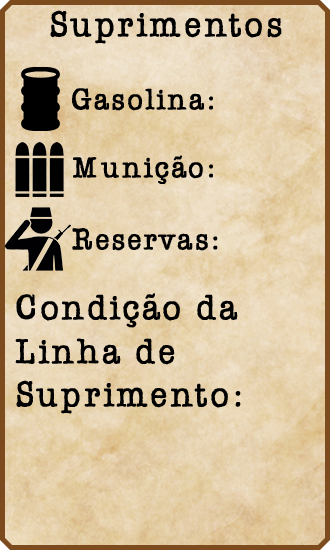 Suprimentos
Gasolina:
Munição:
Reservas:
Condição da
Linha de
Suprimento: